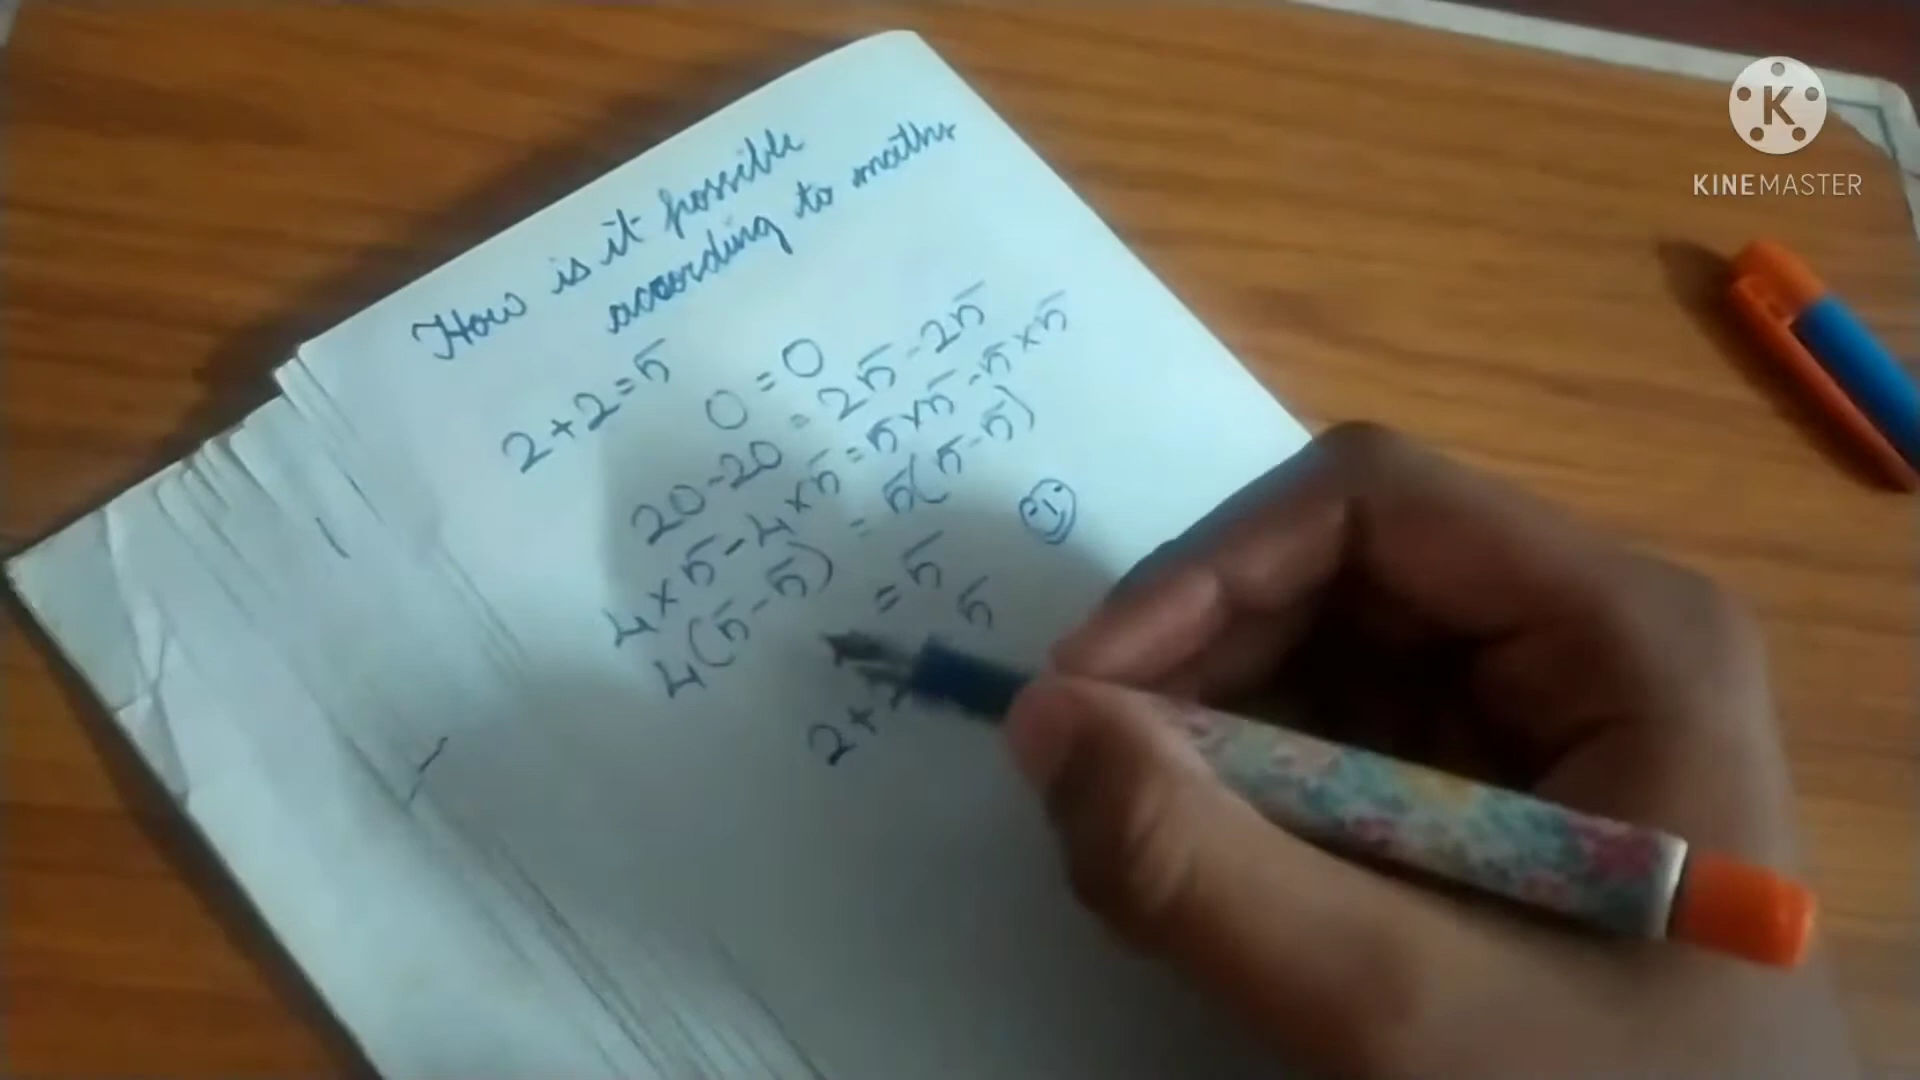 How is it possible
according to maths
2+2=5
0=0
20-20=25-25
4×5-4×5=5×5-5×5
4(5-5)=5(5-5)
=5
5
2+
K
KINEMASTER